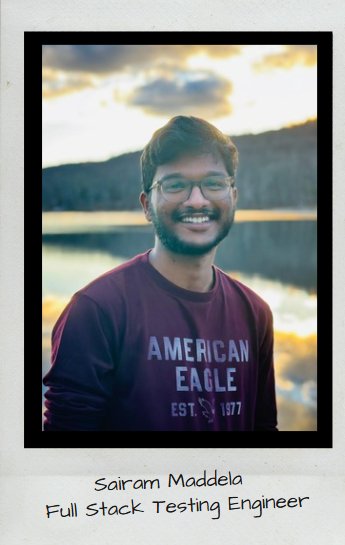 AMERICAN
EAGLE
EST. 1977
Sairam Maddela
Full Stack Testing Engineer